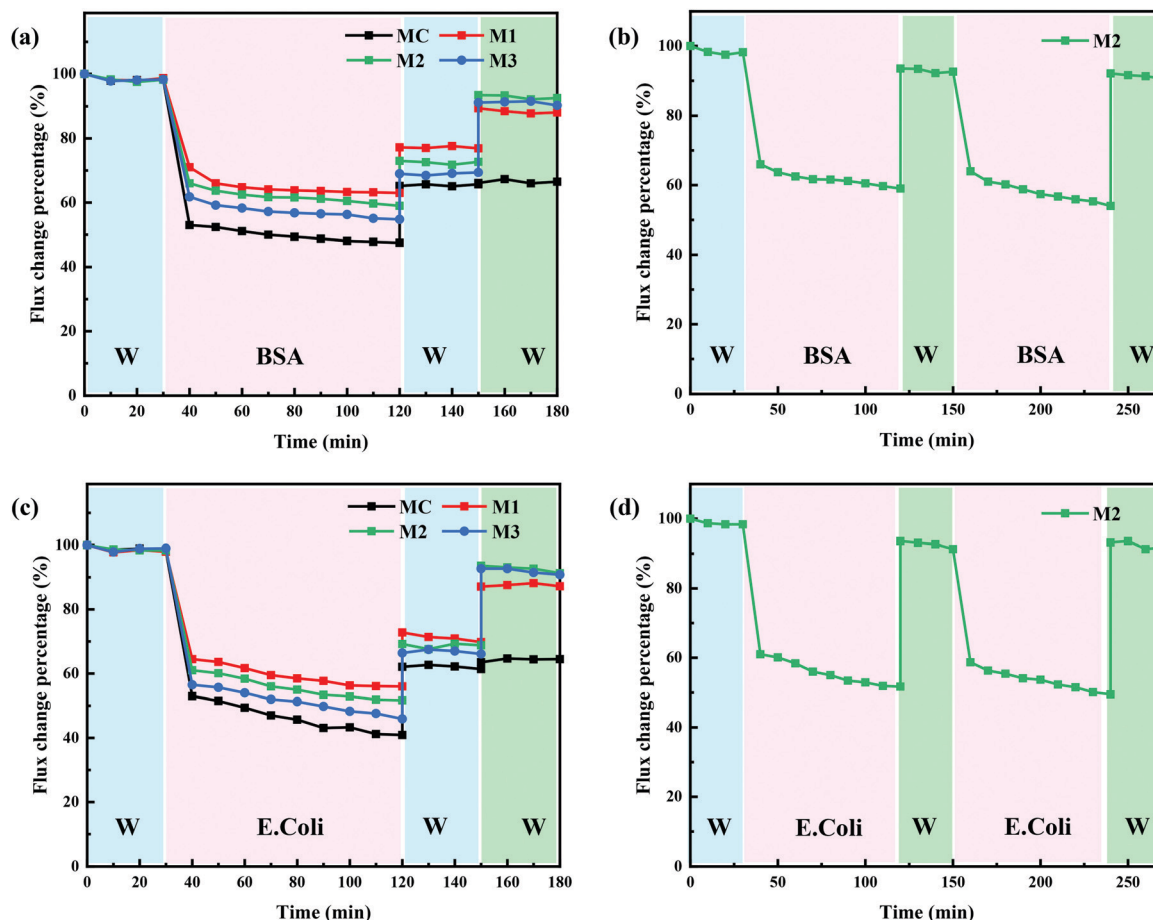 (a)
MC M1
M2 M3
Flux change percentage (%)
100
80
60
40
20
0
W BSA W W
0 20 40 60 80 100 120 140 160 180
Time (min)
(b)
M2
Flux change percentage (%)
100
80
60
40
20
0
W BSA W BSA W
0 50 100 150 200 250
Time (min)
(c)
MC M1
M2 M3
Flux change percentage (%)
100
80
60
40
20
0
W E.Coli W W
0 20 40 60 80 100 120 140 160 180
Time (min)
(d)
M2
Flux change percentage (%)
100
80
60
40
20
0
W E.Coli W E.Coli W
0 50 100 150 200 250
Time (min)